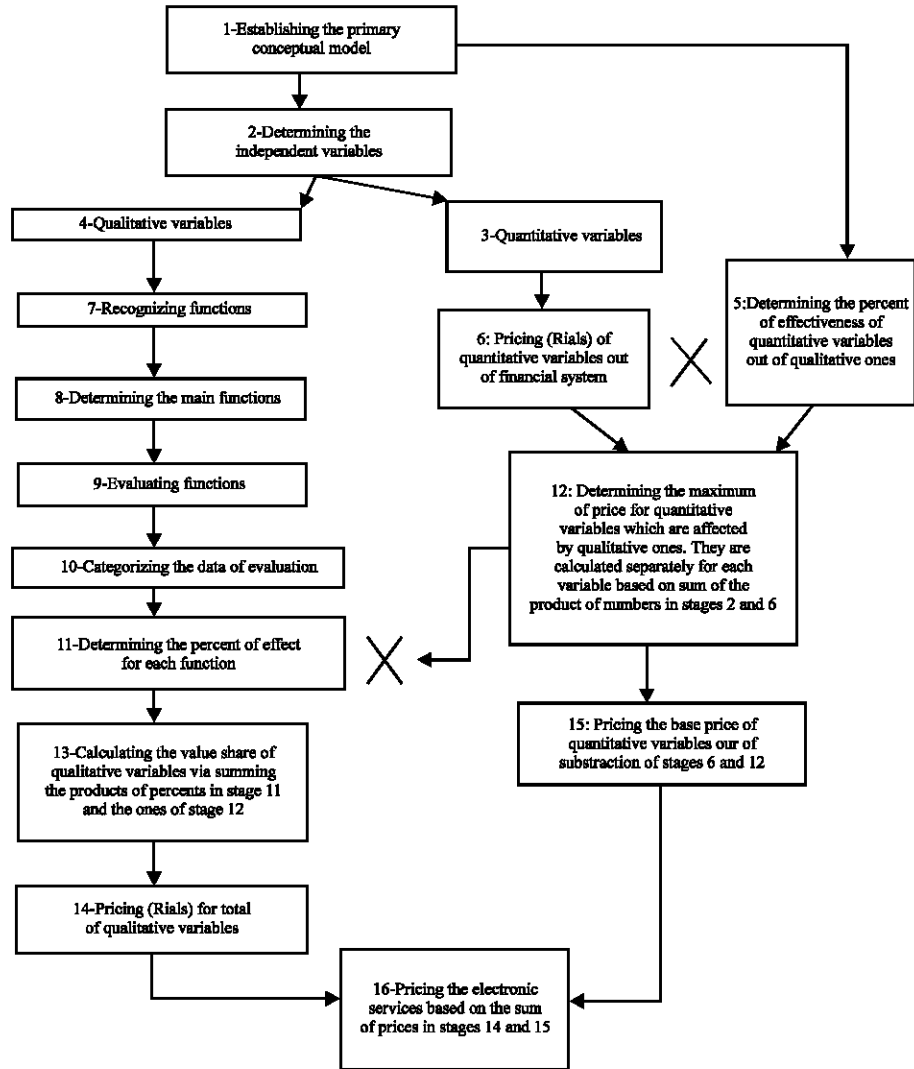 1-Establishing the primary
conceptual model
2-Determining the
independent variables
4-Qualitative variables
3-Quantitative variables
7-Recognizing functions
6: Pricing (Rials) of
quantitative variables out
of financial system
5:Determining the percent
of effectiveness of
quantitative variables
out of qualitative ones
8-Determining the main functions
9-Evaluating functions
12: Determining the maximum
of price for quantitative
variables which are affected
by qualitative ones. They are
calculated separately for each
variable based on sum of the
product of numbers in stages 2 and 6
10-Categorizing the data of evaluation
11-Determining the percent of effect
for each function
13-Calculating the value share of
qualitative variables via summing
the products of percents in stage 11
and the ones of stage 12
15: Pricing the base price of
quantitative variables our of
substraction of stages 6 and 12
14-Pricing (Rials) for total
of qualitative variables
16-Pricing the electronic
services based on the sum
of prices in stages 14 and 15